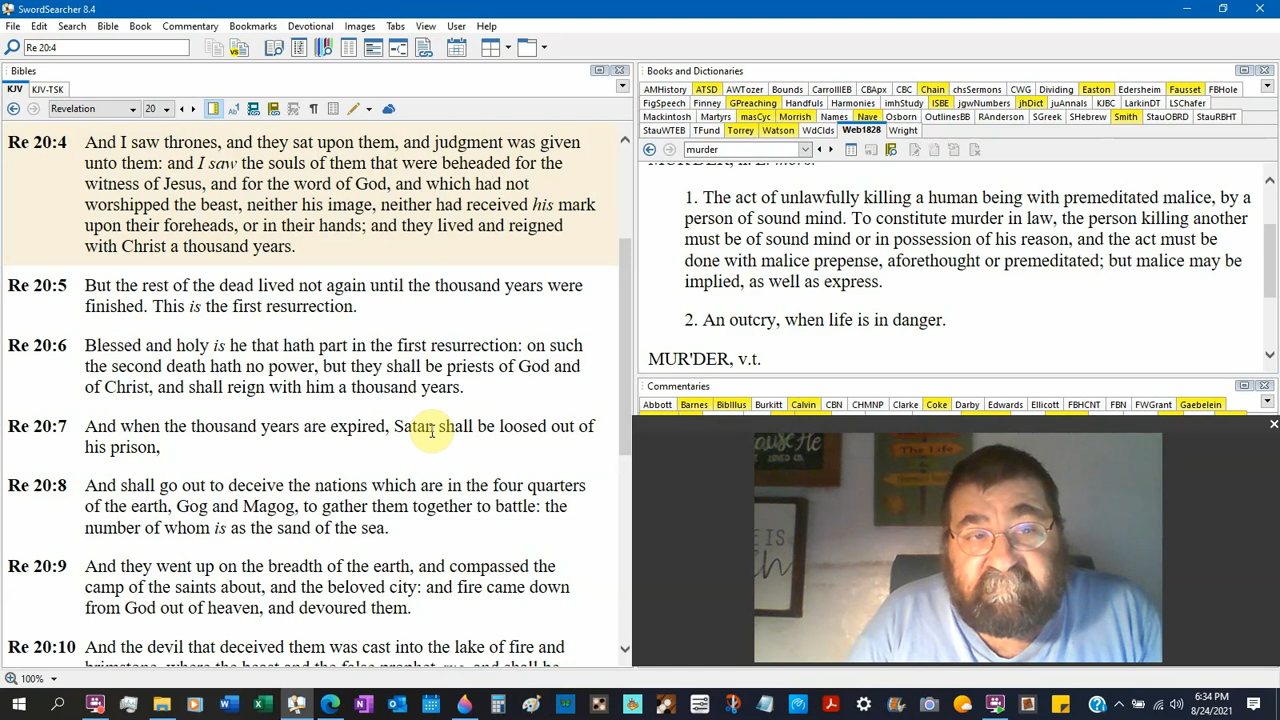 SwordSearcher 8.4
File Edit Search Bible Book Commentary Bookmarks Devotional Images Tabs View User Help
Re 20:4
Bibles
KJV KJV-TSK
Revelation 20
Re 20:4 And I saw thrones, and they sat upon them, and judgment was given
unto them: and I saw the souls of them that were beheaded for the
witness of Jesus, and for the word of God, and which had not
worshipped the beast, neither his image, neither had received his mark
upon their foreheads, or in their hands; and they lived and reigned
with Christ a thousand years.
Re 20:5 But the rest of the dead lived not again until the thousand years were
finished. This is the first resurrection.
Re 20:6 Blessed and holy is he that hath part in the first resurrection: on such
the second death hath no power, but they shall be priests of God and
of Christ, and shall reign with him a thousand years.
Re 20:7 And when the thousand years are expired, Satan shall be loosed out of
his prison,
Re 20:8 And shall go out to deceive the nations which are in the four quarters
of the earth, Gog and Magog, to gather them together to battle: the
number of whom is as the sand of the sea.
Re 20:9 And they went up on the breadth of the earth, and compassed the
camp of the saints about, and the beloved city: and fire came down
from God out of heaven, and devoured them.
Re 20:10 And the devil that deceived them was cast into the lake of fire and
brimstone, where the beast and the false prophet are, and shall be
100%
Books and Dictionaries
AMHistory ATSD AWTozer Bounds CarrollEB CBApx Chain chsSermons CWG Dividing Easton Edersheim Fausset FBHole
FigSpeech Finney GPreaching Handfuls Harmonies imhStudy ISBE jgwNumbers jhDict juAnnals KJBC LarkinDT LSChafer
Mackintosh Martyrs masCyc Morrish Names Nave Osborn OutlinesBB RAnderson SGreek SHebrew Smith StauOBRD StauRBHT
StauWTEB TFund Torrey Watson WdClds Web1828 Wright
murder
1. The act of unlawfully killing a human being with premeditated malice, by a
person of sound mind. To constitute murder in law, the person killing another
must be of sound mind or in possession of his reason, and the act must be
done with malice prepense, aforethought or premeditated; but malice may be
implied, as well as express.
2. An outcry, when life is in danger.
MUR'DER, v.t.
Commentaries
Abbott Barnes BibIllus Burkitt Calvin CBN CHMNP Clarke Coke Darby Edwards Ellicott FBHCNT FBN FWGrant Gaebelein
because He
The Life
6:34 PM
8/24/2021